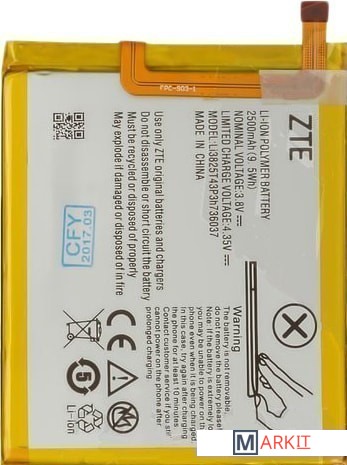 FPC-903-1
ZTE
LI-ION POLYMER BATTERY
2500mAh(9.5Wh)
NOMINAL VOLTAGE:3.8V
LIMITED CHARGE VOLTAGE:4.35V
MODEL:LI3825T43P3h736037
MADE IN CHINA
Use only ZTE original batteries and chargers
Do not disassemble or short circuit the battery
Must be recycled or properly
May explode if damaged or disposed
of in fire
CFY
2017.03
Warning
The battery is non-removable. Please
do not remove the battery by yourself
Note: If the battery is extremely low,
you may be unable to power on the
phone even when it is being charged.
In this case, try again after charging
the phone for at least 10 minutes.
Contact customer service if you still
cannot power on the phone after
prolonged charging.
Li-ion
MARKIT